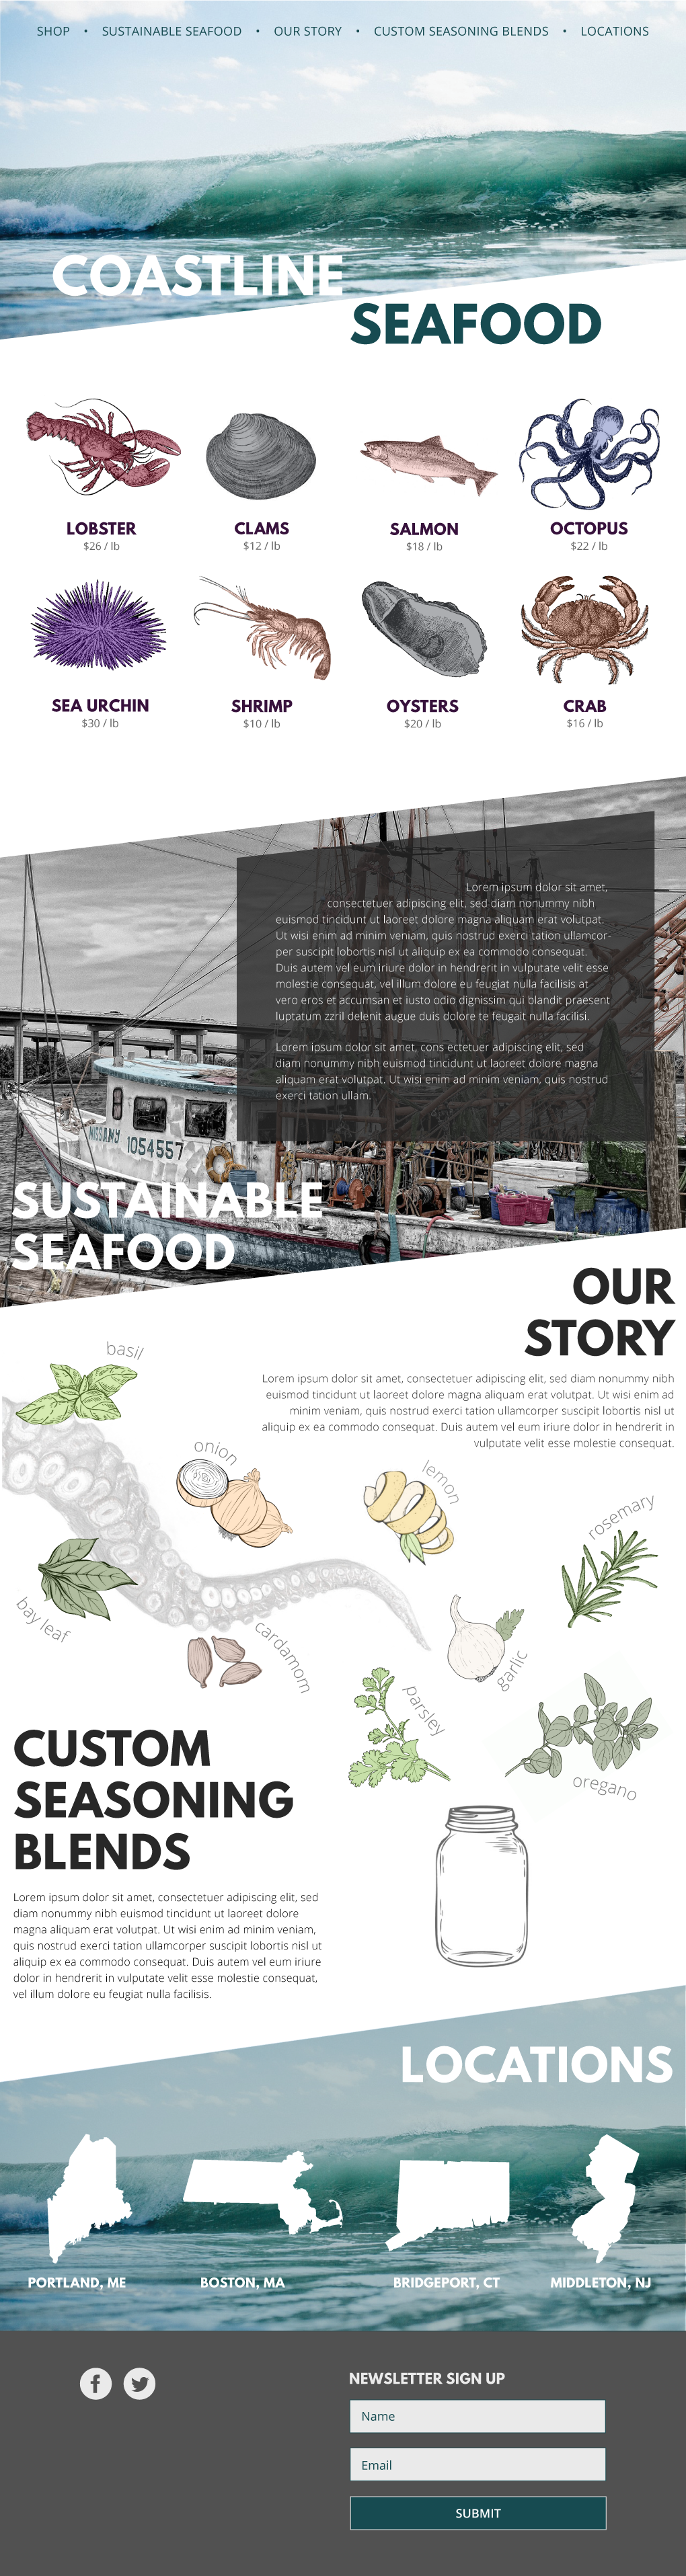 SHOP • SUSTAINABLE SEAFOOD • OUR STORY • CUSTOM SEASONING BLENDS • LOCATIONS
COASTLINE
SEAFOOD
LOBSTER
$26 / lb
CLAMS
$12 / lb
SALMON
$18 / lb
OCTOPUS
$22 / lb
SEA URCHIN
$30 / lb
SHRIMP
$10 / lb
OYSTERS
$20 / lb
CRAB
$16 / lb
Lorem ipsum dolor sit amet,
consectetuer adipiscing elit, sed diam nonummy nibh
euismod tincidunt ut laoreet dolore magna aliquam erat volutpat.
Ut wisi enim ad minim veniam, quis nostrud exerci tation ullamcor-
per suscipit lobortis nisl ut aliquip ex ea commodo consequat.
Duis autem vel eum iriure dolor in hendrerit in vulputate velit esse
molestie consequat, vel illum dolore eu feugiat nulla facilisis at
vero eros et accumsan et iusto odio dignissim qui blandit praesent
luptatum zzril delenit augue duis dolore te feugait nulla facilisi.
Lorem ipsum dolor sit amet, cons ectetuer adipiscing elit, sed
diam nonummy nibh euismod tincidunt ut laoreet dolore magna
aliquam erat volutpat. Ut wisi enim ad minim veniam, quis nostrud
exerci tation ullam.
1054557
SUSTAINABLE
SEAFOOD
OUR
STORY
Lorem ipsum dolor sit amet, consectetuer adipiscing elit, sed diam nonummy nibh
euismod tincidunt ut laoreet dolore magna aliquam erat volutpat. Ut wisi enim ad
minim veniam, quis nostrud exerci tation ullamcorper suscipit lobortis nisl ut
aliquip ex ea commodo consequat. Duis autem vel eum iriure dolor in hendrerit in
vulputate velit esse molestie consequat.
basil
onion
lemon
rosemary
bay leaf
cardamom
garlic
parsley
oregano
CUSTOM
SEASONING
BLENDS
Lorem ipsum dolor sit amet, consectetuer adipiscing elit, sed
diam nonummy nibh euismod tincidunt ut laoreet dolore
magna aliquam erat volutpat. Ut wisi enim ad minim veniam,
quis nostrud exerci tation ullamcorper suscipit lobortis nisl ut
aliquip ex ea commodo consequat. Duis autem vel eum iriure
dolor in hendrerit in vulputate velit esse molestie consequat,
vel illum dolore eu feugiat nulla facilisis.
LOCATIONS
PORTLAND, ME
BOSTON, MA
BRIDGEPORT, CT
MIDDLETON, NJ
NEWSLETTER SIGN UP
Name
Email
SUBMIT